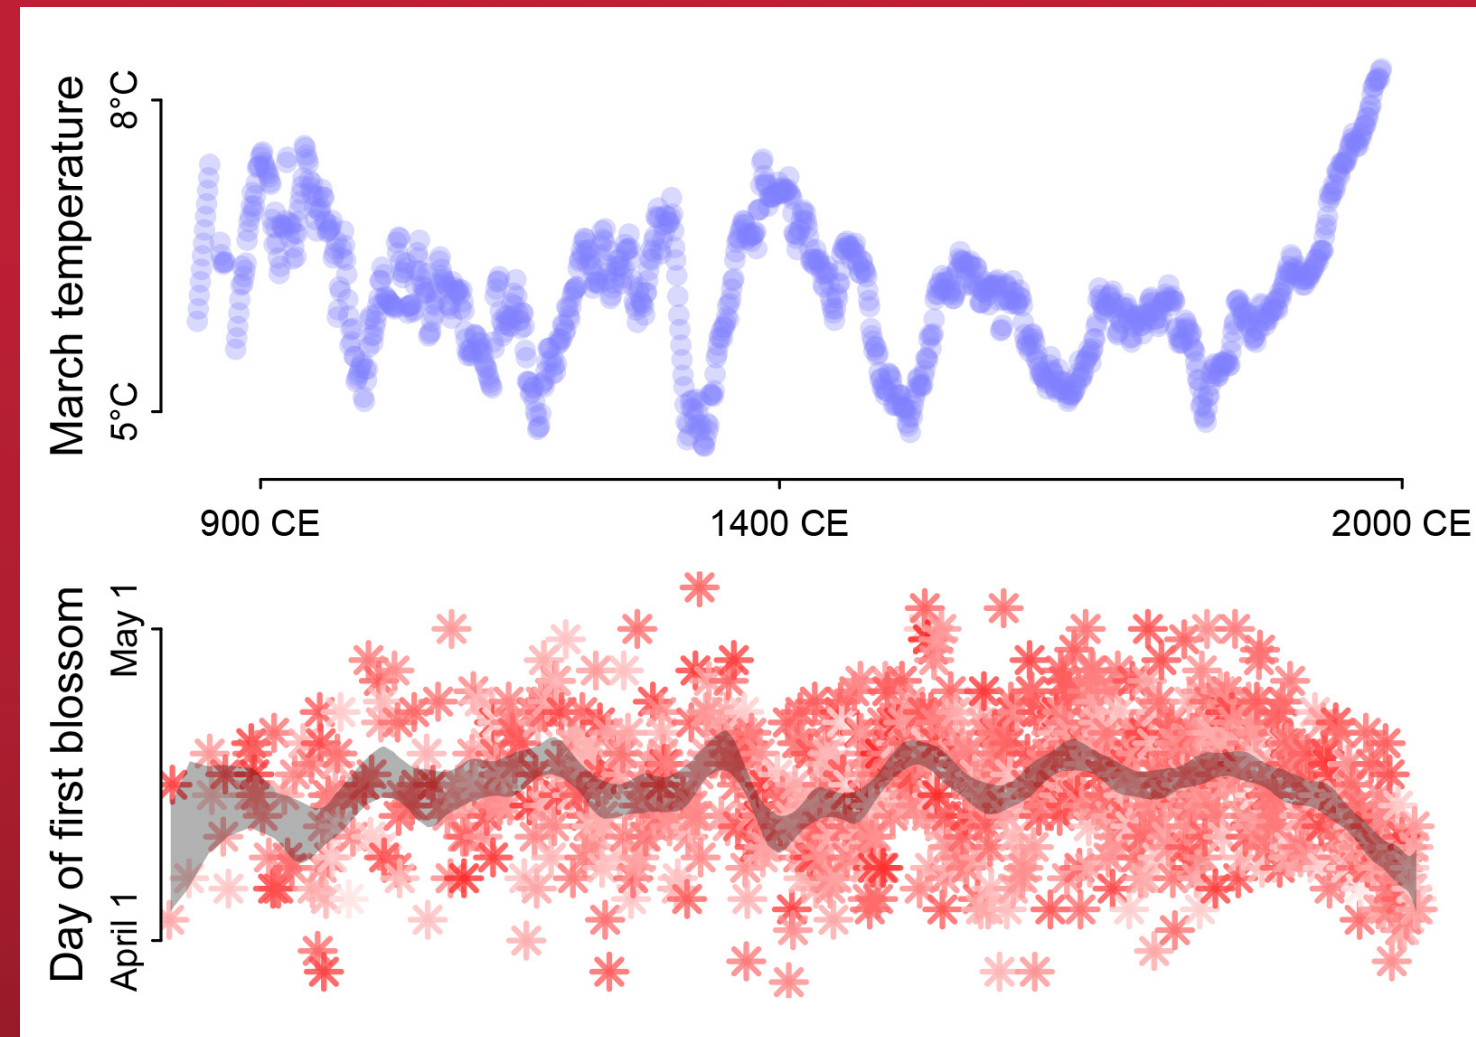 March temperature
8°C
5°C
900 CE 1400 CE 2000 CE
Day of first blossom
May 1
April 1